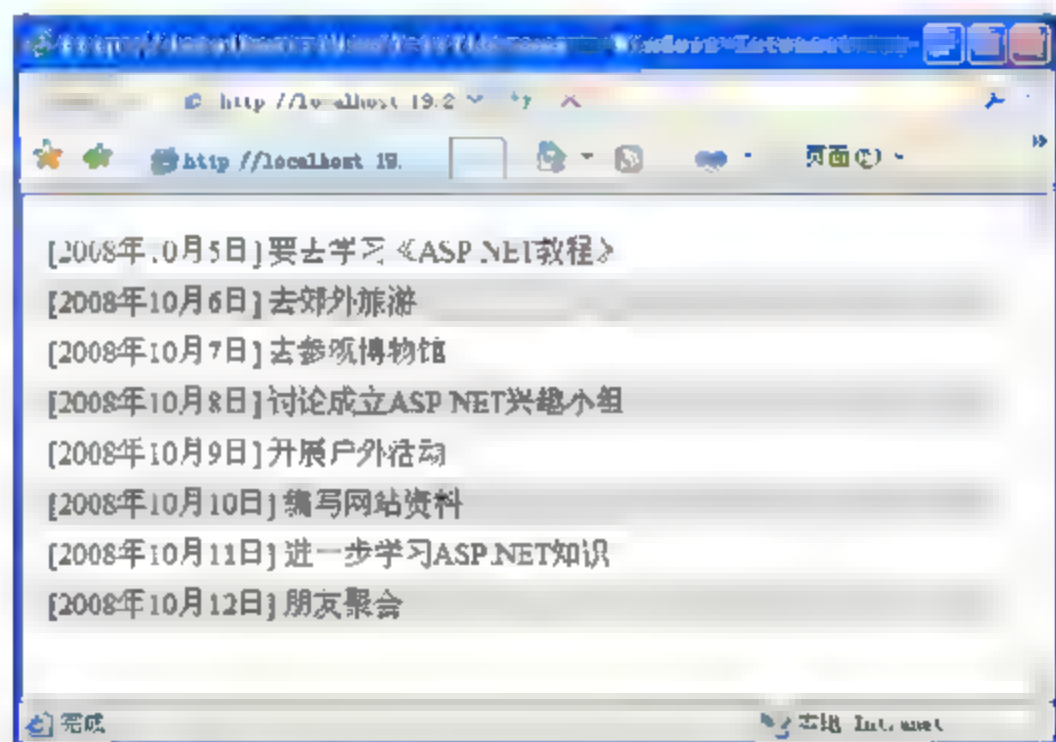 http //localhost 19.2
http //localhost 19.
页面(P)
[2008年10月5日] 要去学习《ASP.NET教程》
[2008年10月6日] 去郊外旅游
[2008年10月7日] 去参观博物馆
[2008年10月8日] 讨论成立ASP.NET兴趣小组
[2008年10月9日] 开展户外活动
[2008年10月10日] 编写网站资料
[2008年10月11日] 进一步学习ASP.NET知识
[2008年10月12日] 朋友聚会
完成
本地 Intranet